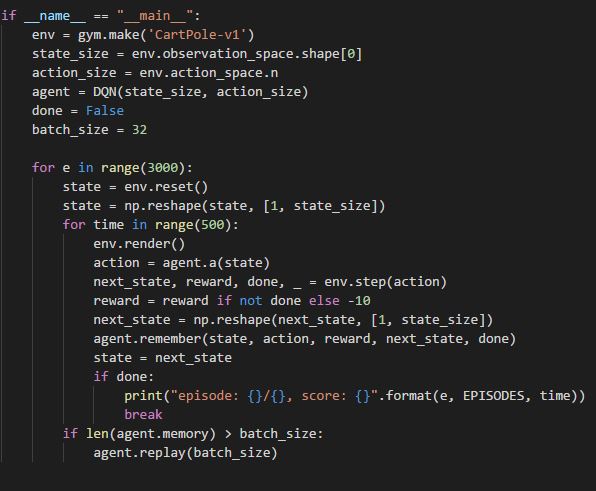 if __name__ == "__main__":
    env = gym.make('CartPole-v1')
    state_size = env.observation_space.shape[0]
    action_size = env.action_space.n
    agent = DQN(state_size, action_size)
    done = False
    batch_size = 32

    for e in range(3000):
        state = env.reset()
        state = np.reshape(state, [1, state_size])
        for time in range(500):
            env.render()
            action = agent.a(state)
            next_state, reward, done, _ = env.step(action)
            reward = reward if not done else -10
            next_state = np.reshape(next_state, [1, state_size])
            agent.remember(state, action, reward, next_state, done)
            state = next_state
            if done:
                print("episode: {}/{}, score: {}".format(e, EPISODES, time))
                break
        if len(agent.memory) > batch_size:
            agent.replay(batch_size)